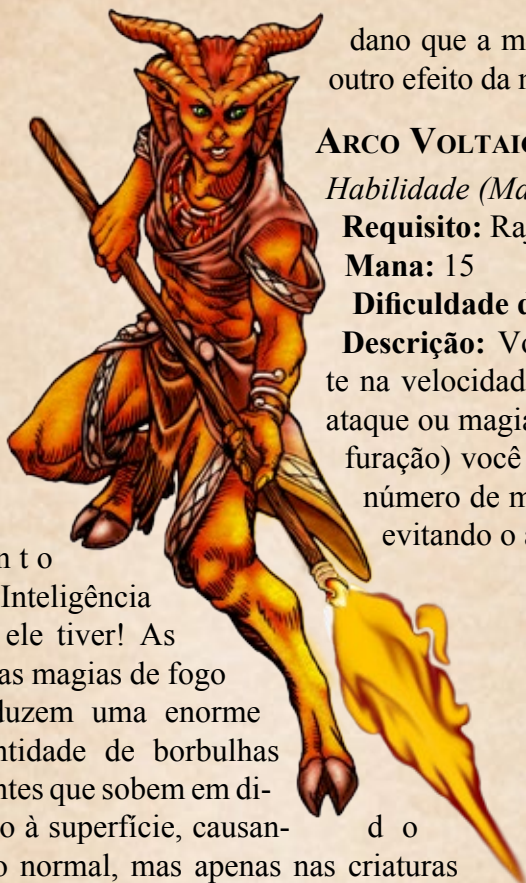 dano que a m
outro efeito da
ARCO VOLTAIC
Habilidade (Ma
Requisito: Ra
Mana: 15
Dificuldade
Descrição: Vo
te na velocidad
ataque ou magia
furação) você
número de m
evitando o a
n t o
Inteligência
ele tiver! As
as magias de fogo
duzem uma enorme
ntidade de borbulhas
ntes que sobem em di-
o à superfície, causan- d o
o normal, mas apenas nas criaturas